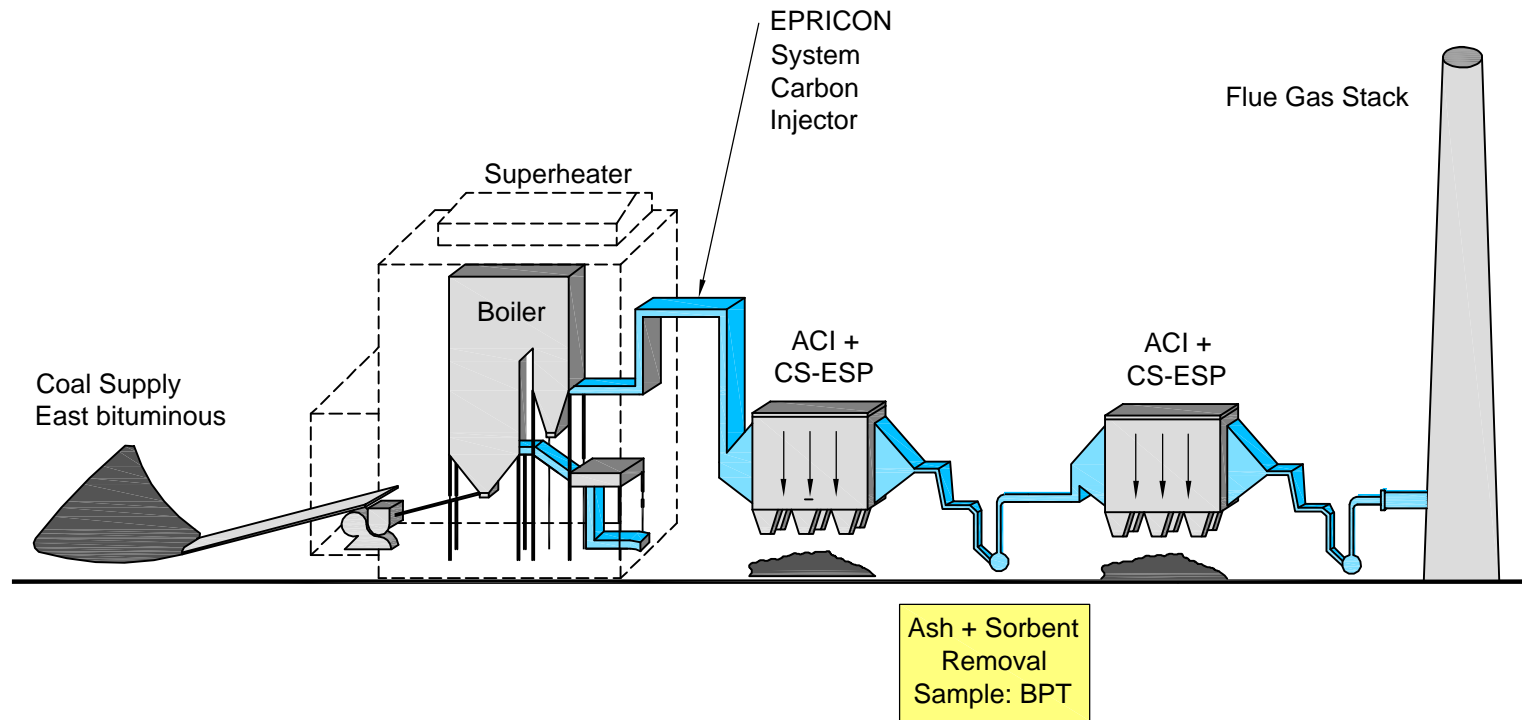 EPRICON
System
Carbon
Injector
Flue Gas Stack
Superheater
Boiler
ACI +
CS-ESP
ACI +
CS-ESP
Coal Supply
East bituminous
Ash + Sorbent
Removal
Sample: BPT